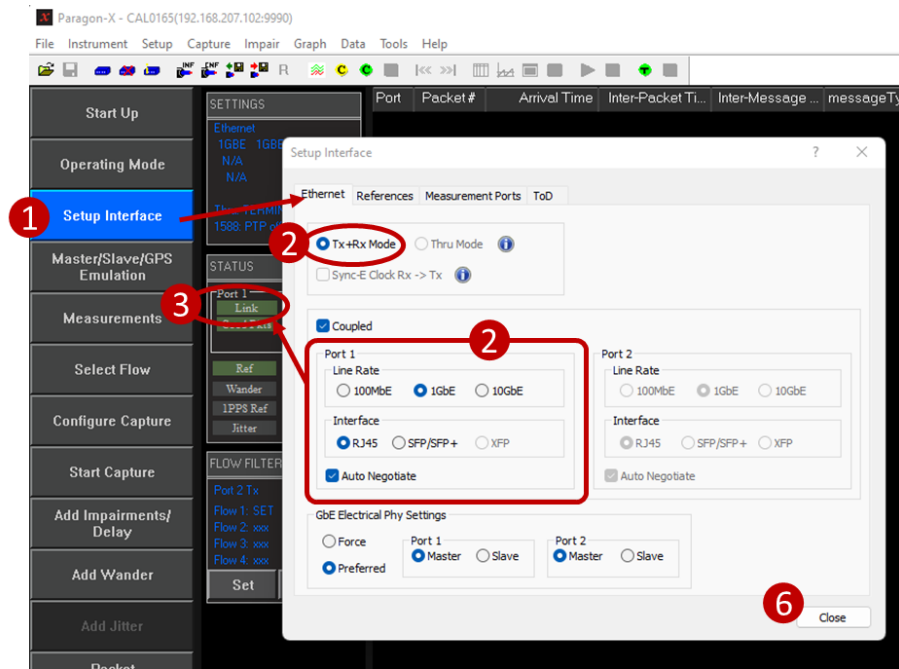 Paragon-X - CAL0165(192.168.207.102:9990)
File Instrument Setup Capture Impair Graph Data Tools Help
INF CNF R C C |<< >>| T
Start Up
Operating Mode
1
Setup Interface
Master/Slave/GPS
Emulation
Measurements
Select Flow
Configure Capture
Start Capture
Add Impairments/
Delay
Add Wander
Add Jitter
Packet
SETTINGS
Ethernet
1GBE 1GBE
N/A
N/A
1588: PTP
STATUS
Port 1
3
Link
Ref
Wander
1PPS Ref
Jitter
FLOW FILTER
Port 2 Tx
Flow 1: SET
Flow 2: xxx
Flow 3: xxx
Flow 4: xxx
Set
Port Packet # Arrival Time Inter-Packet Ti... Inter-Message ... messageTy
Setup Interface ?
Ethernet References Measurement Ports ToD
2
Tx+Rx Mode Thru Mode i
Sync-E Clock Rx -> Tx i
Coupled
2
Port 1
Line Rate
100MbE 1GbE 10GbE
Interface
RJ45 SFP/SFP+ XFP
Auto Negotiate
Port 2
Line Rate
100MbE 1GbE 10GbE
Interface
RJ45 SFP/SFP+ XFP
Auto Negotiate
GbE Electrical Phy Settings
Force
Preferred
Port 1
Master Slave
Port 2
Master Slave
6
Close